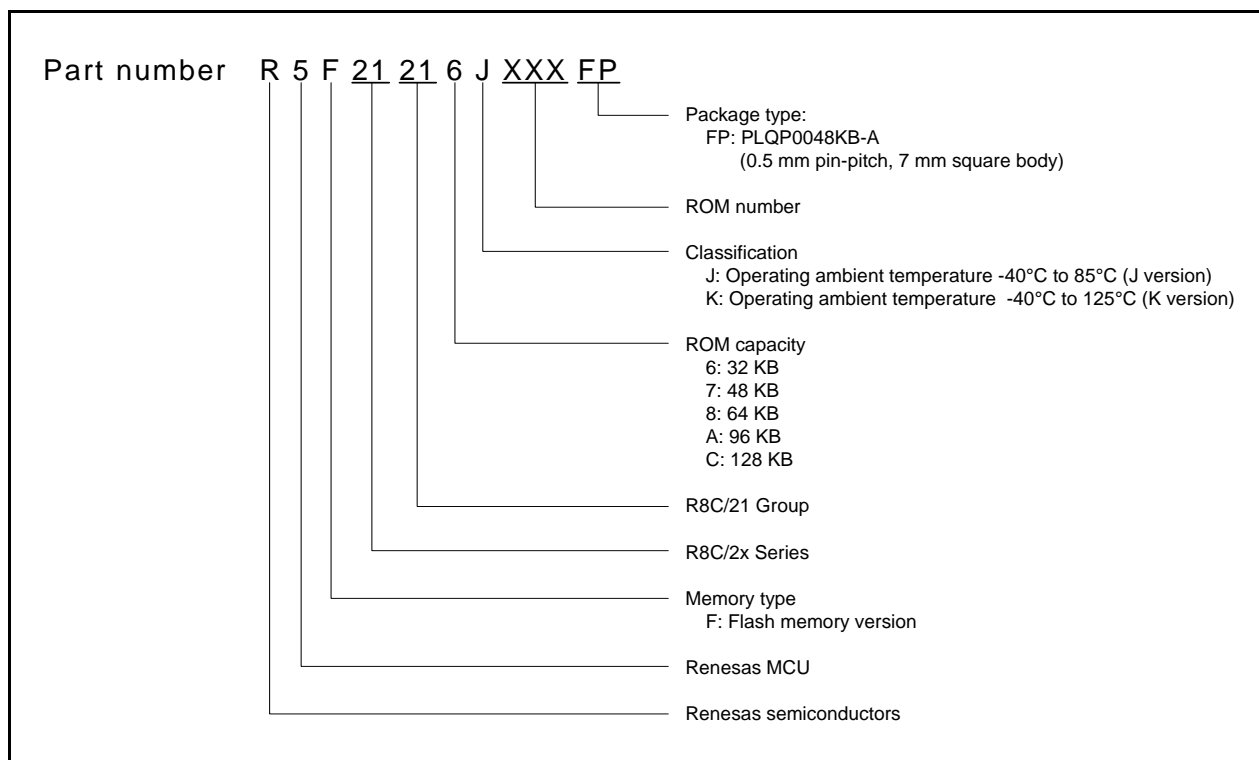 Part number R 5 F 21 21 6 J XXX FP
Package type:
FP: PLQP0048KB-A
(0.5 mm pin-pitch, 7 mm square body)
ROM number
Classification
J: Operating ambient temperature -40°C to 85°C (J version)
K: Operating ambient temperature -40°C to 125°C (K version)
ROM capacity
6: 32 KB
7: 48 KB
8: 64 KB
A: 96 KB
C: 128 KB
R8C/21 Group
R8C/2x Series
Memory type
F: Flash memory version
Renesas MCU
Renesas semiconductors